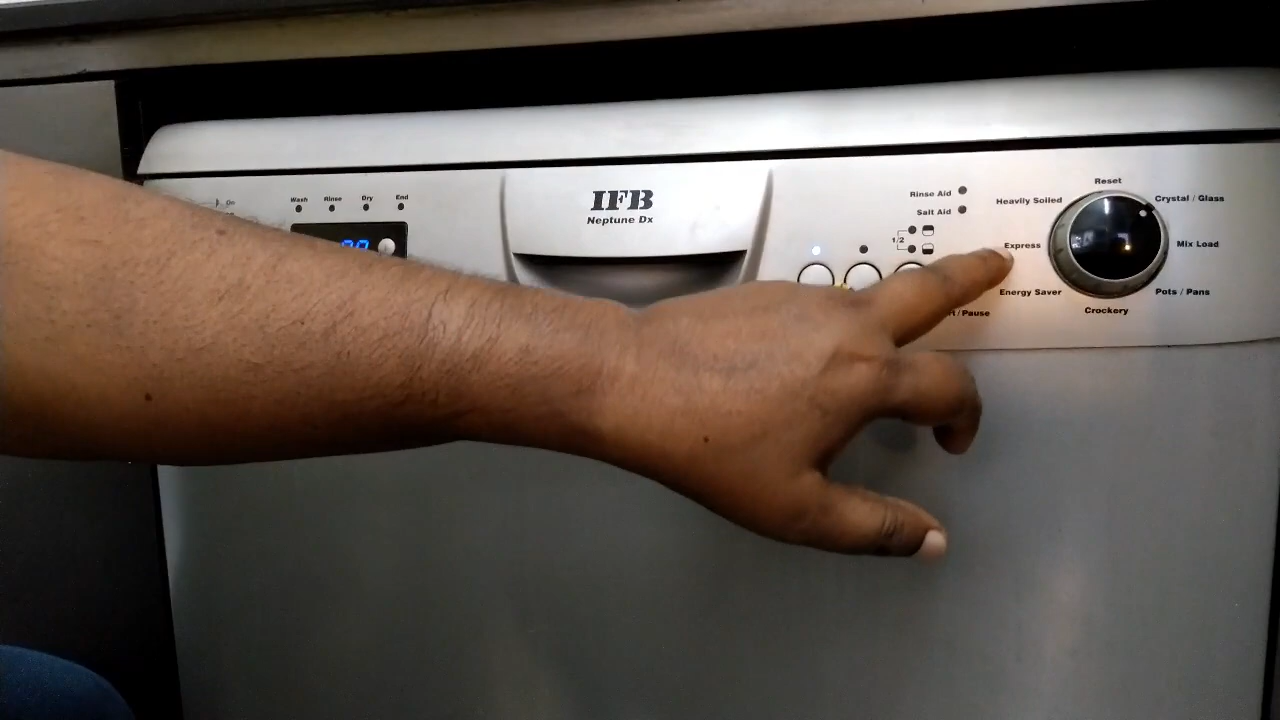 On
Wash Rinse Dry End
IFB
Neptune Dx
Rinse Aid
Salt Aid
1/2
/Pause
Reset
Heavily Soiled
Crystal / Glass
Express
Mix Load
Energy Saver
Pots / Pans
Crockery